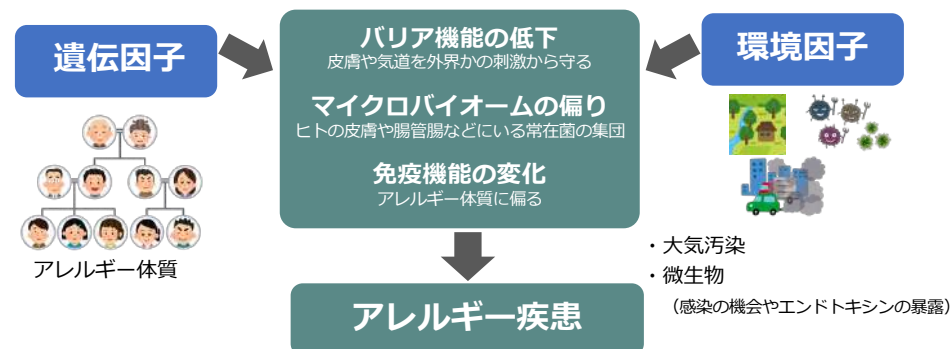 遺伝因子
アレルギー体質
バリア機能の低下
皮膚や気道を外界かの刺激から守る
マイクロバイオームの偏り
ヒトの皮膚や腸管腸などにいる常在菌の集団
免疫機能の変化
アレルギー体質に偏る
環境因子
・大気汚染
・微生物
（感染の機会やエンドトキシンの暴露）
アレルギー疾患